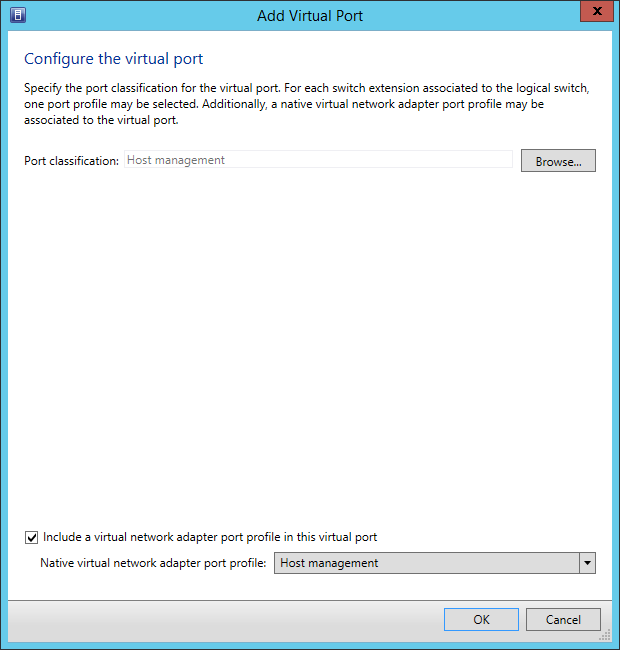 Add Virtual Port
x
Configure the virtual port
Specify the port classification for the virtual port. For each switch extension associated to the logical switch,
one port profile may be selected. Additionally, a native virtual network adapter port profile may be
associated to the virtual port.
Port classification: Host management Browse...
Include a virtual network adapter port profile in this virtual port
Native virtual network adapter port profile: Host management
OK Cancel